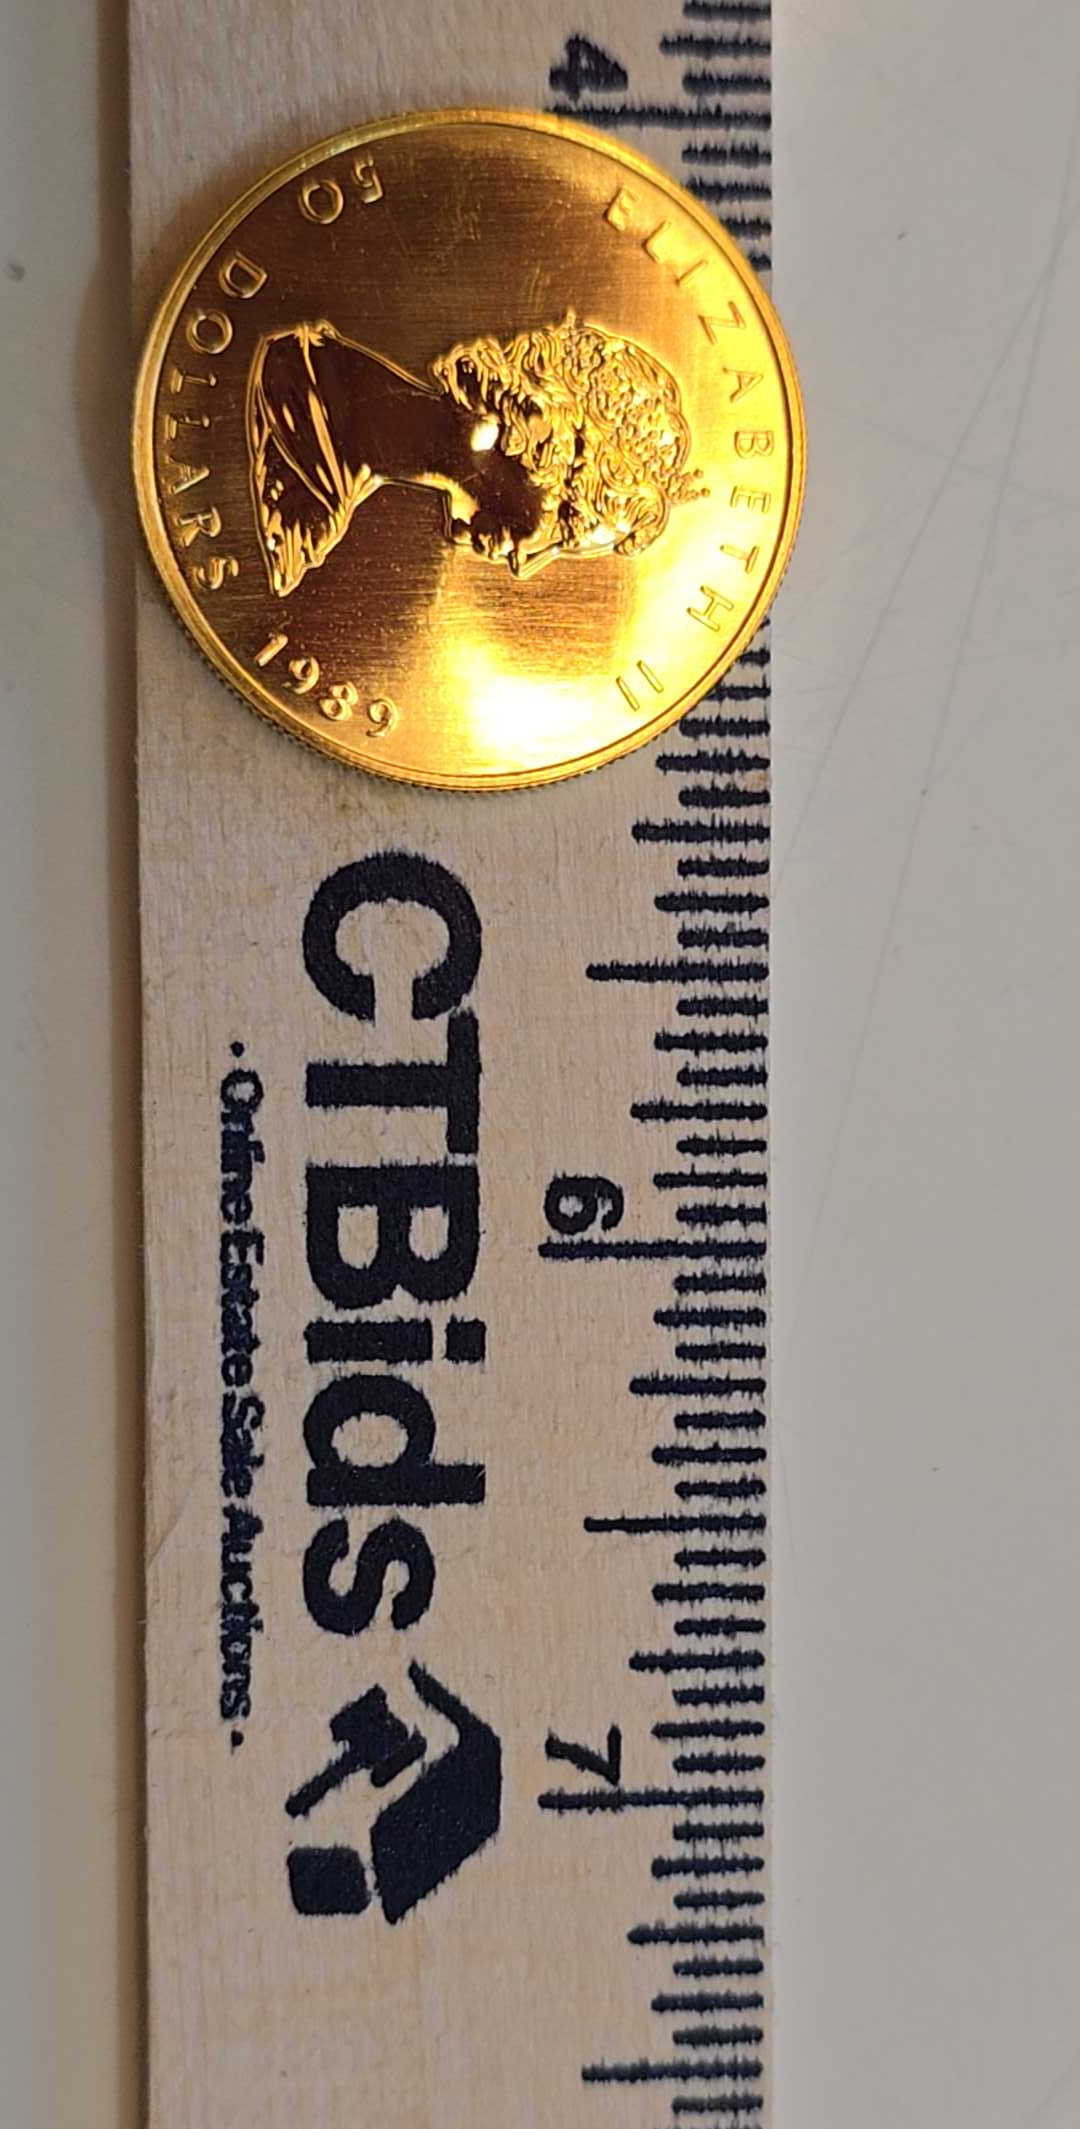 ELIZABETH II
50 DOLLARS 1989
4
6
7
CTBids
· Online Estate Sale Auctions ·